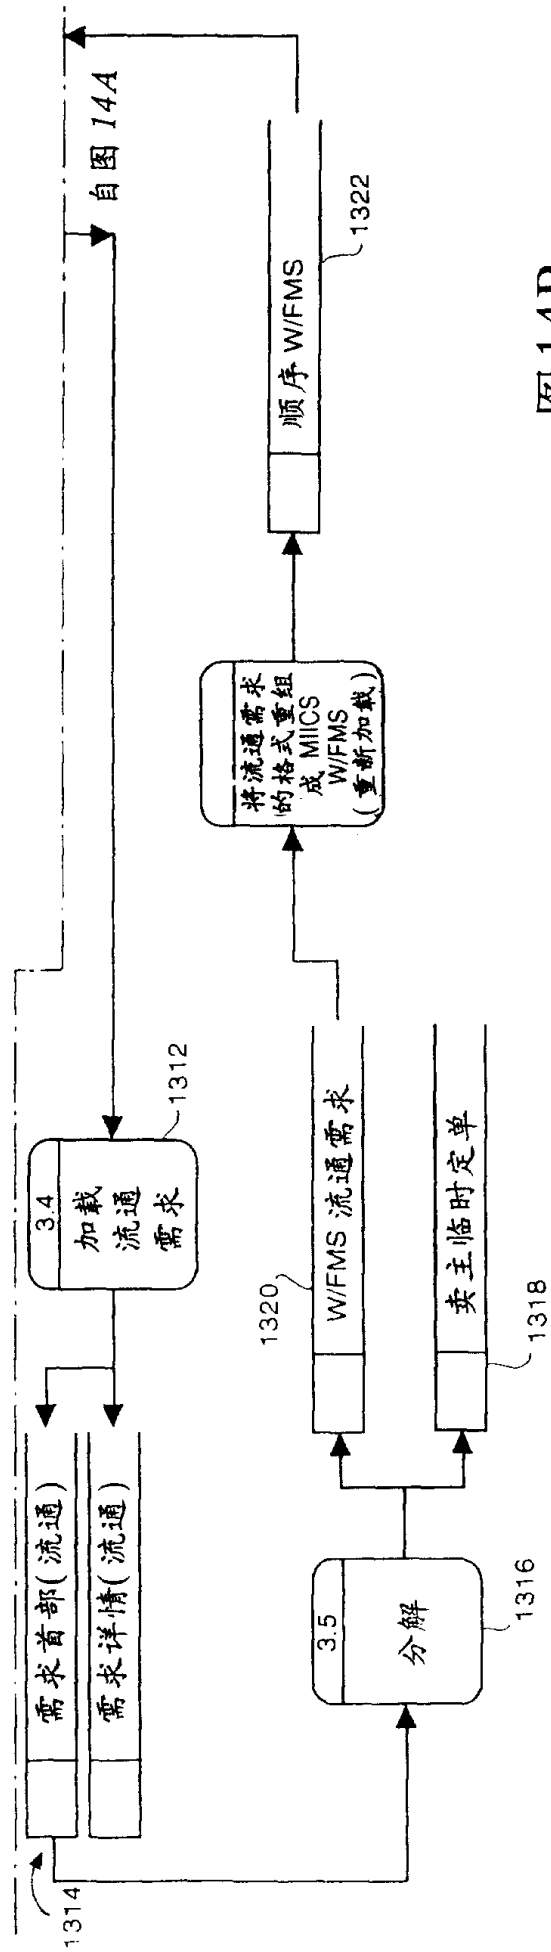 自图 14A
3.4
加载
流通
需求
1312
需求首部(流通)
需求详情(流通)
1314
3.5
分解
1316
1320
W/FMS 流通需求
卖主临时定单
1318
将流通需求
的格式重组
成 MIICS
W/FMS
(重新加载)
顺序 W/FMS
1322